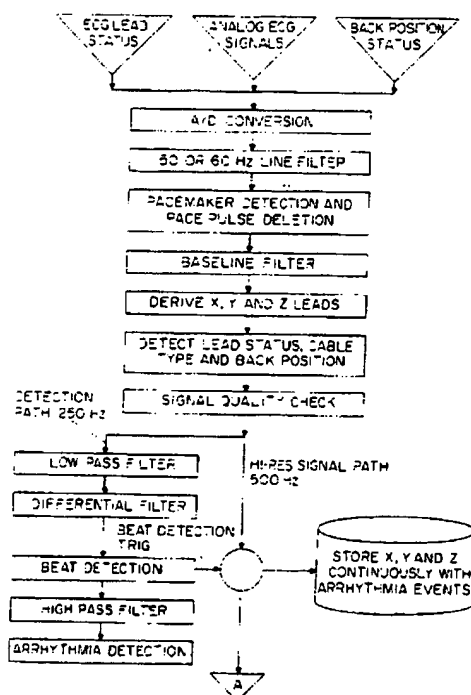 ECG LEAD
STATUS
ANALOG ECG
SIGNALS
BACK POSITION
STATUS
A/D CONVERSION
50 OR 60 Hz LINE FILTER
PACEMAKER DETECTION AND
PACE PULSE DELETION
BASELINE FILTER
DERIVE X, Y AND Z LEADS
DETECT LEAD STATUS, CABLE
TYPE AND BACK POSITION
SIGNAL QUALITY CHECK
DETECTION
PATH 250 Hz
LOW PASS FILTER
HI-RES SIGNAL PATH
500 Hz
DIFFERENTIAL FILTER
BEAT DETECTION
TRIG
BEAT DETECTION
STORE X, Y AND Z
CONTINUOUSLY WITH
ARRHYTHMIA EVENTS
HIGH PASS FILTER
ARRHYTHMIA DETECTION
A